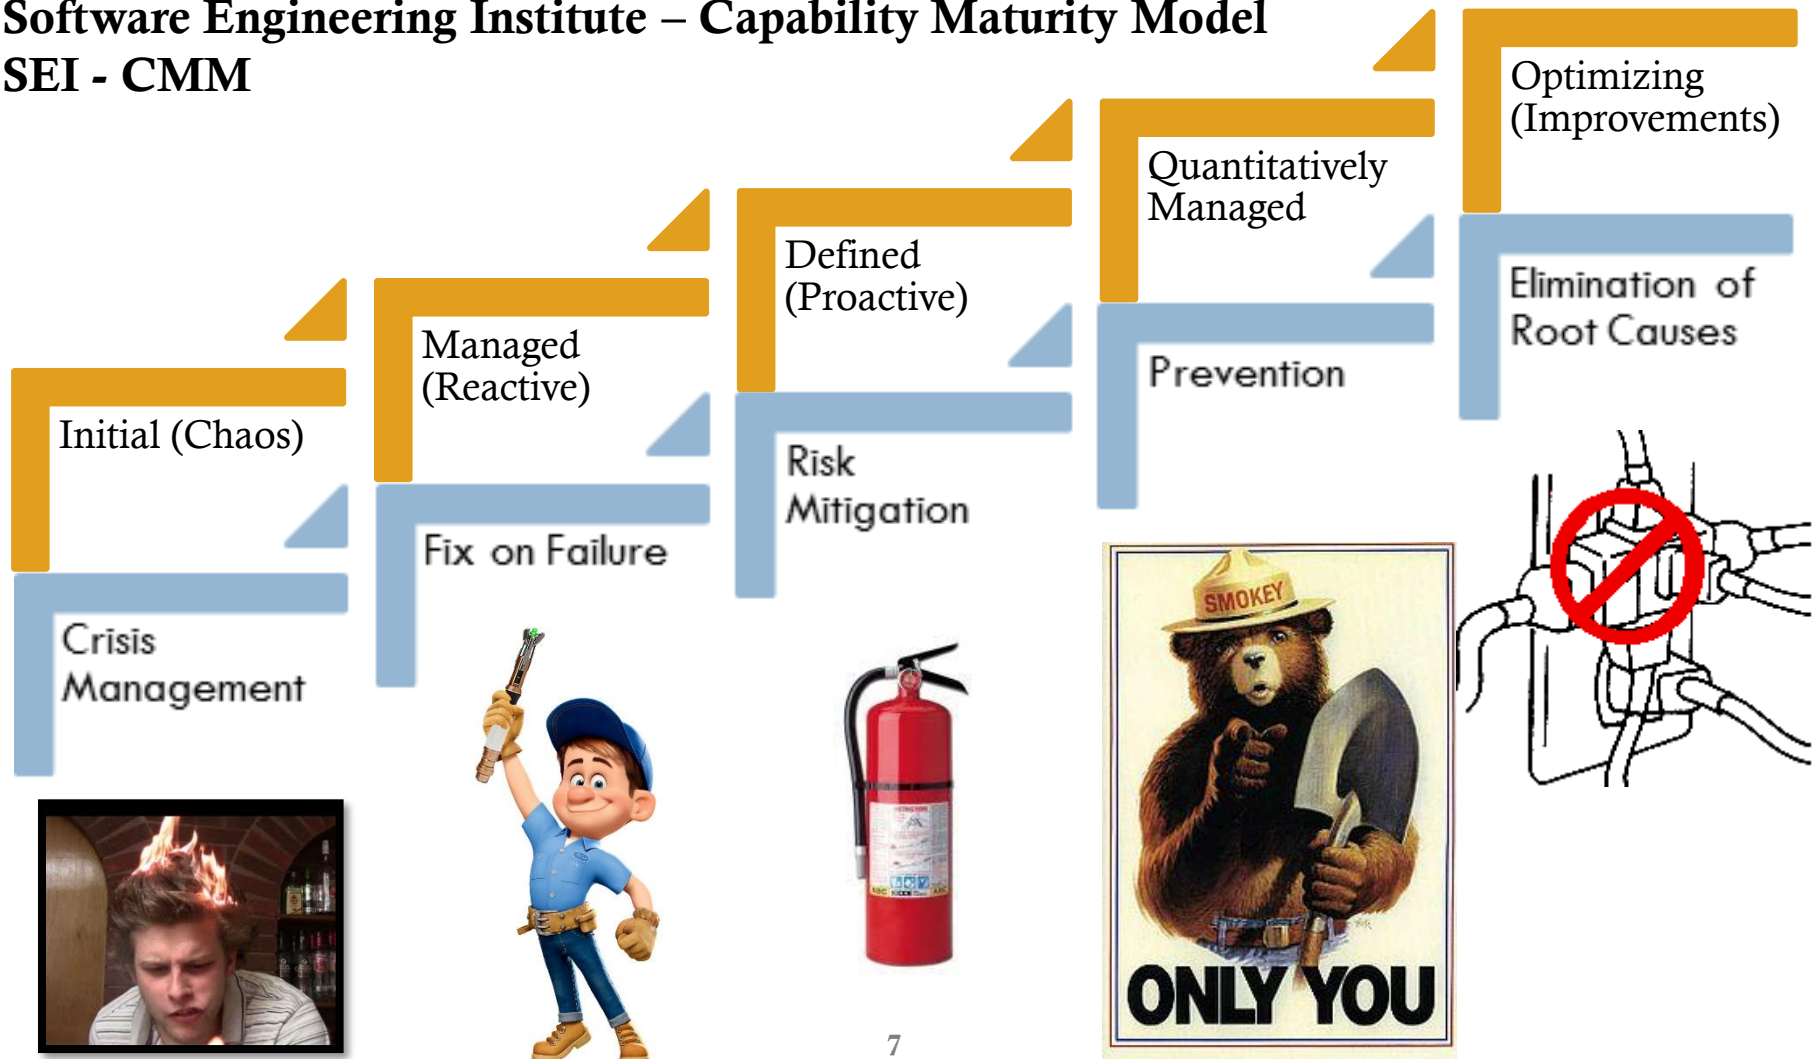 Software Engineering Institute – Capability Maturity Model
SEI - CMM
Initial (Chaos)
Managed
(Reactive)
Defined
(Proactive)
Quantitatively
Managed
Optimizing
(Improvements)
Crisis
Management
Fix on Failure
Risk
Mitigation
Prevention
Elimination of
Root Causes
SMOKEY
ONLY YOU
7